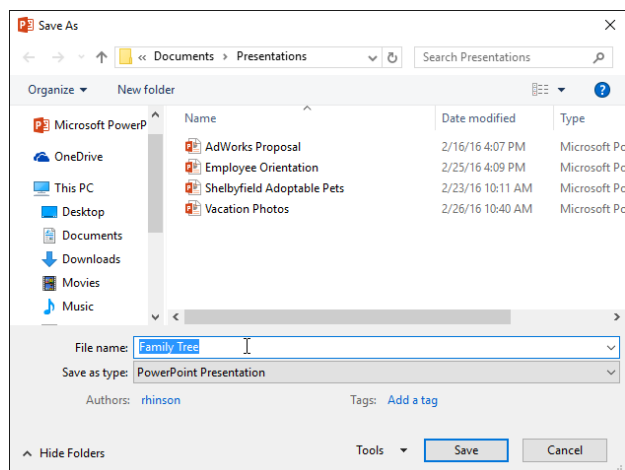 Save As
« Documents > Presentations Search Presentations
Organize New folder
Name Date modified Type
Microsoft PowerP
OneDrive
This PC
Desktop
Documents
Downloads
Movies
Music
AdWorks Proposal 2/16/16 4:07 PM Microsoft Po
Employee Orientation 2/25/16 4:09 PM Microsoft Po
Shelbyfield Adoptable Pets 2/23/16 10:11 AM Microsoft Po
Vacation Photos 2/26/16 10:40 AM Microsoft Po
File name: Family Tree
Save as type: PowerPoint Presentation
Authors: rhinson Tags: Add a tag
Hide Folders Tools Save Cancel